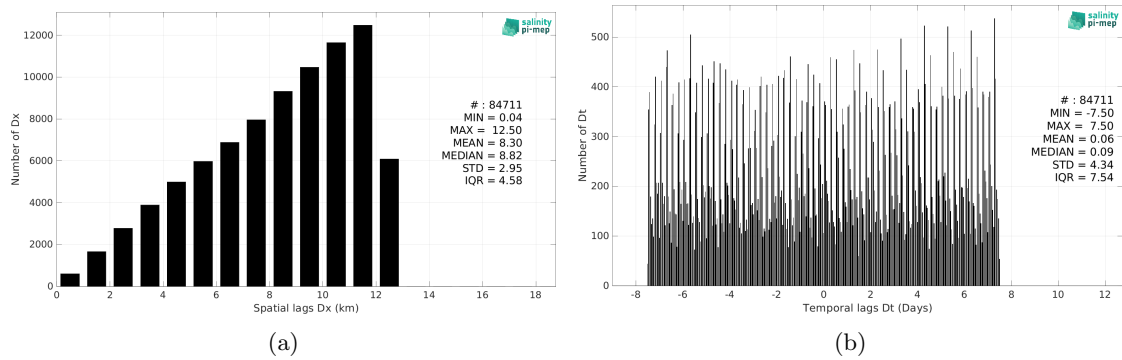 salinity
pi-mep
12000
10000
8000
6000
4000
2000
0
Number of Dx
# : 84711
MIN = 0.04
MAX = 12.50
MEAN = 8.30
MEDIAN = 8.82
STD = 2.95
IQR = 4.58
0 2 4 6 8 10 12 14 16 18
Spatial lags Dx (km)
(a)
salinity
pi-mep
500
400
300
200
100
0
Number of Dt
# : 84711
MIN = -7.50
MAX = 7.50
MEAN = 0.06
MEDIAN = 0.09
STD = 4.34
IQR = 7.54
-8 -6 -4 -2 0 2 4 6 8 10 12
Temporal lags Dt (Days)
(b)